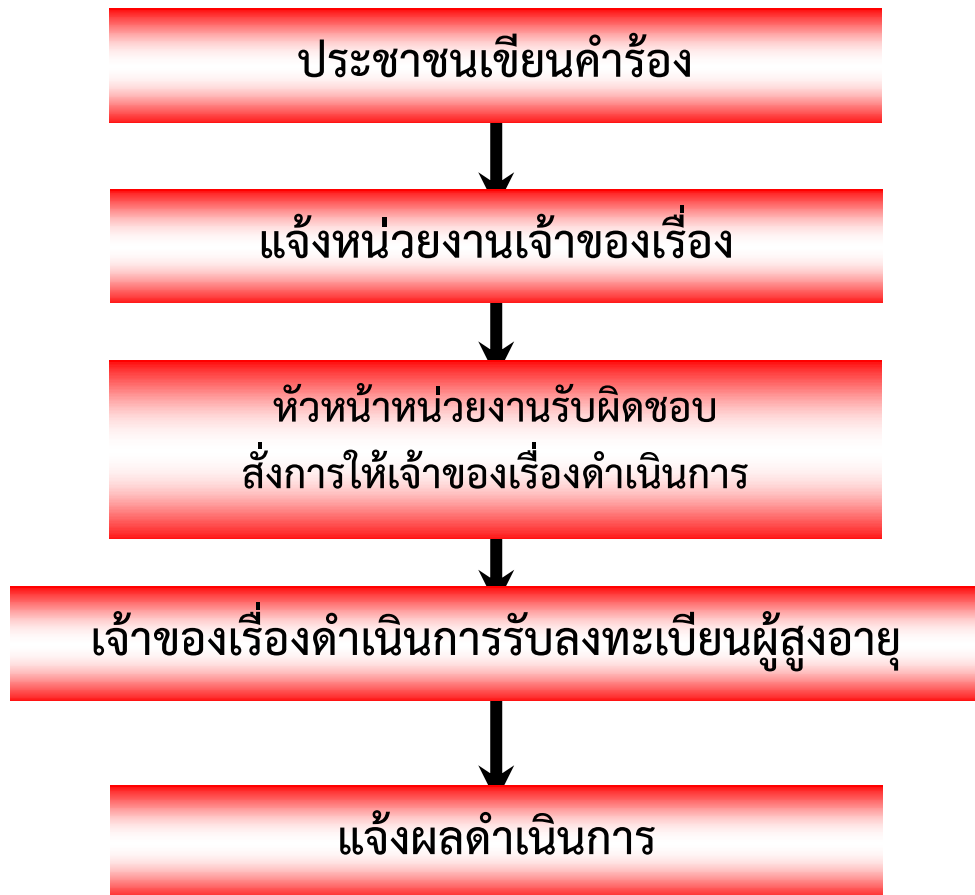 ประชาชนเขียนคำร้อง
แจ้งหน่วยงานเจ้าของเรื่อง
หัวหน้าหน่วยงานรับผิดชอบ
สั่งการให้เจ้าของเรื่องดำเนินการ
เจ้าของเรื่องดำเนินการรับลงทะเบียนผู้สูงอายุ
แจ้งผลดำเนินการ